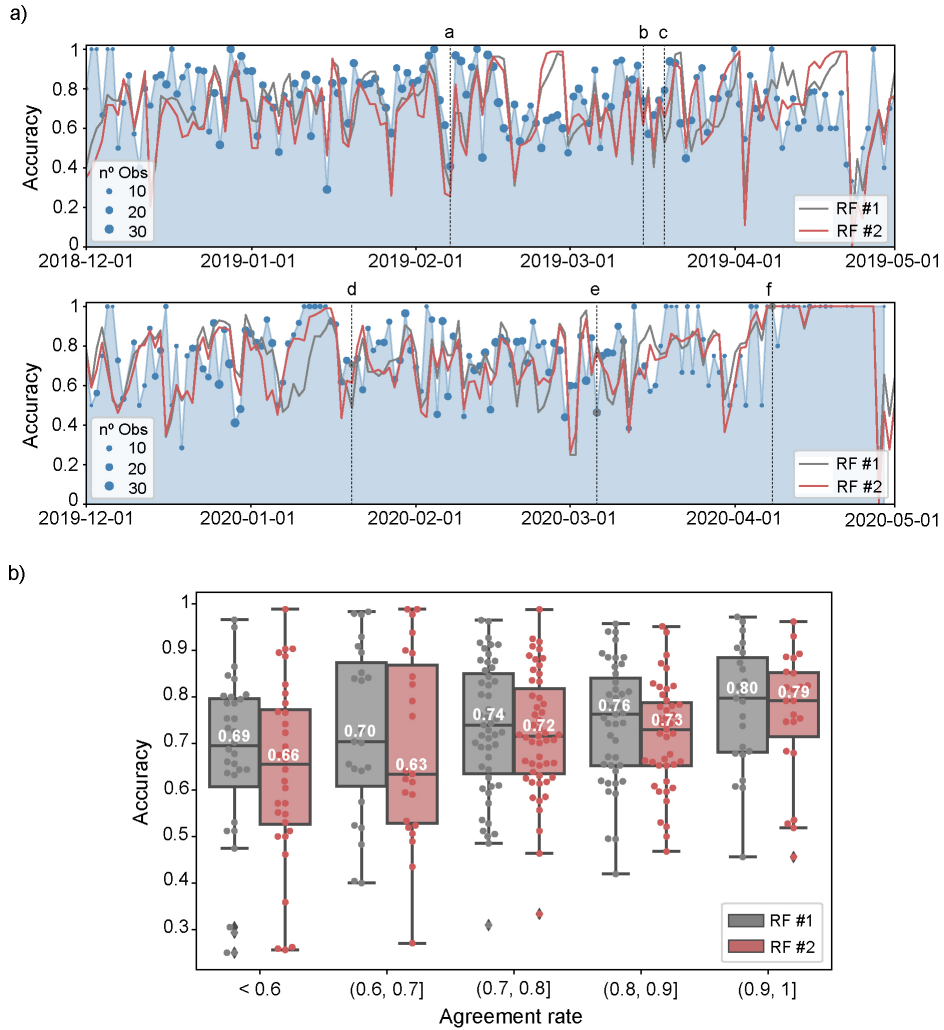 a)
a b c
1
0.8
0.6
0.4
0.2
0
Accuracy
nº Obs
10
20
30
RF #1
RF #2
2018-12-01 2019-01-01 2019-02-01 2019-03-01 2019-04-01 2019-05-01
d e f
1
0.8
0.6
0.4
0.2
0
Accuracy
nº Obs
10
20
30
RF #1
RF #2
2019-12-01 2020-01-01 2020-02-01 2020-03-01 2020-04-01 2020-05-01
b)
1
0.9
0.8
0.7
0.6
0.5
0.4
0.3
Accuracy
0.69 0.66 0.70 0.63 0.74 0.72 0.76 0.73 0.80 0.79
RF #1
RF #2
< 0.6 (0.6, 0.7] (0.7, 0.8] (0.8, 0.9] (0.9, 1]
Agreement rate